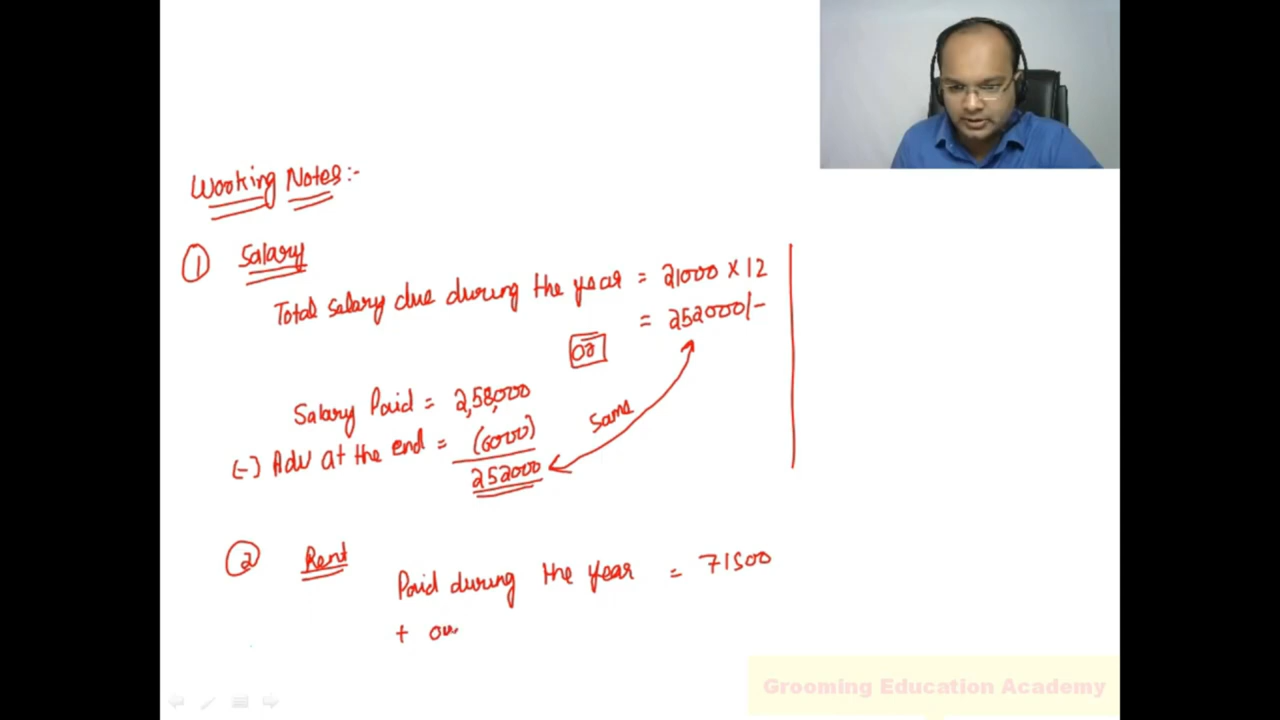 Working Notes:-
① Salary
Total salary due during the year = 21000 × 12
= 252000/-
or
Salary Paid = 2,58,000
(-) Adv at the end = (6000)
252000
Same
② Rent
Paid during the year = 71500
+ ou
Grooming Education Academy